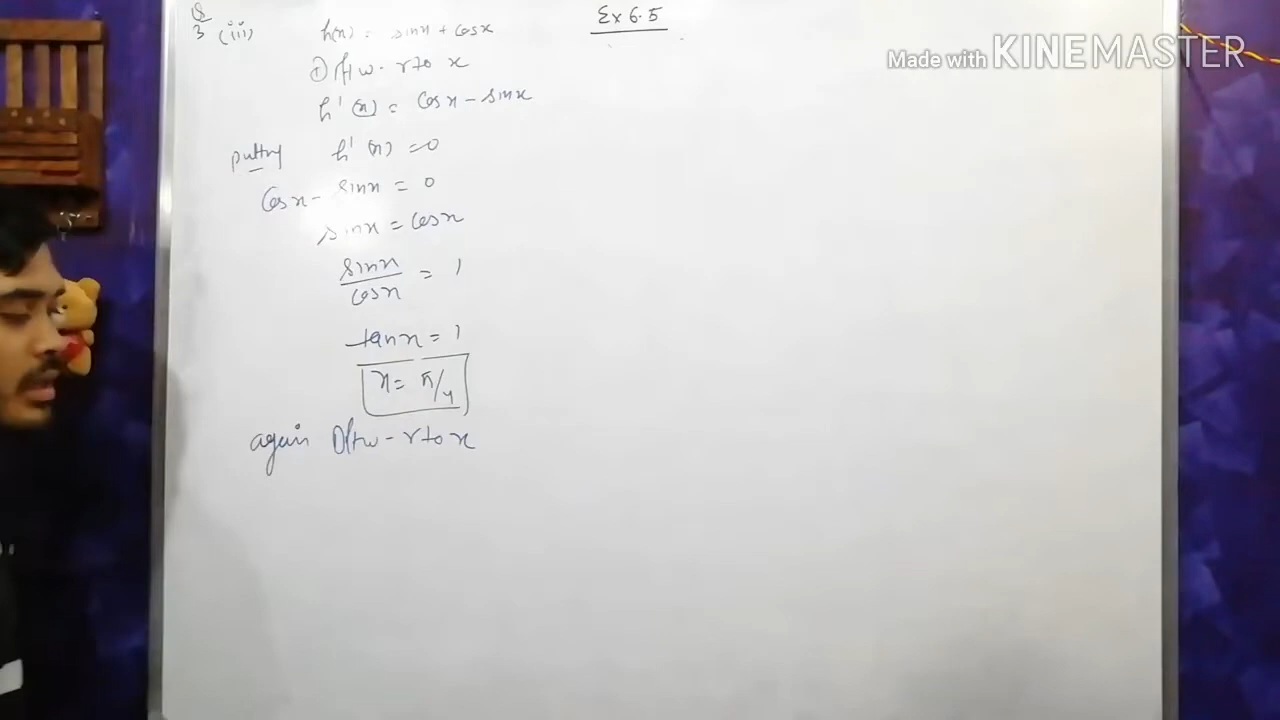 Q/3 (iii) h(x) = sinx + cosx
Ex 6.5
Made with KINEMASTER
Diff w.r to x
h'(x) = cosx - sinx
putting h'(x) = 0
cosx - sinx = 0
sinx = cosx
sinx/cosx = 1
tanx = 1
x = π/4
again Diff w-r to x